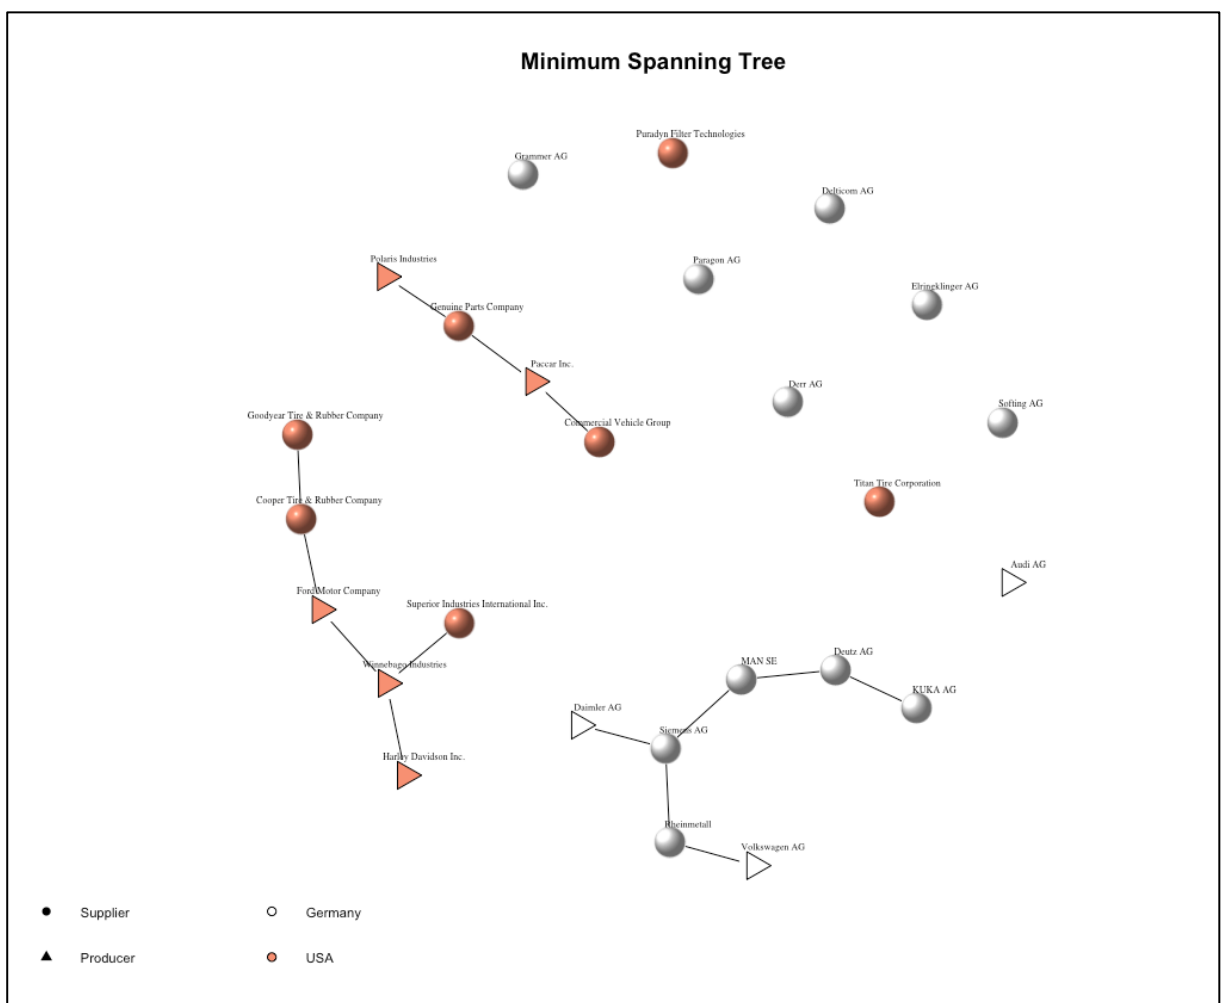 Minimum Spanning Tree
Puradyn Filter Technologies
Grammer AG
Delticom AG
Polaris Industries
Paragon AG
Elringklinger AG
Genuine Parts Company
Paccar Inc.
Derr AG
Softing AG
Goodyear Tire & Rubber Company
Commercial Vehicle Group
Titan Tire Corporation
Cooper Tire & Rubber Company
Audi AG
Ford Motor Company
Superior Industries International Inc.
Deutz AG
MAN SE
Winnebago Industries
KUKA AG
Daimler AG
Siemens AG
Harley Davidson Inc.
Rheinmetall
Volkswagen AG
Supplier
Germany
Producer
USA